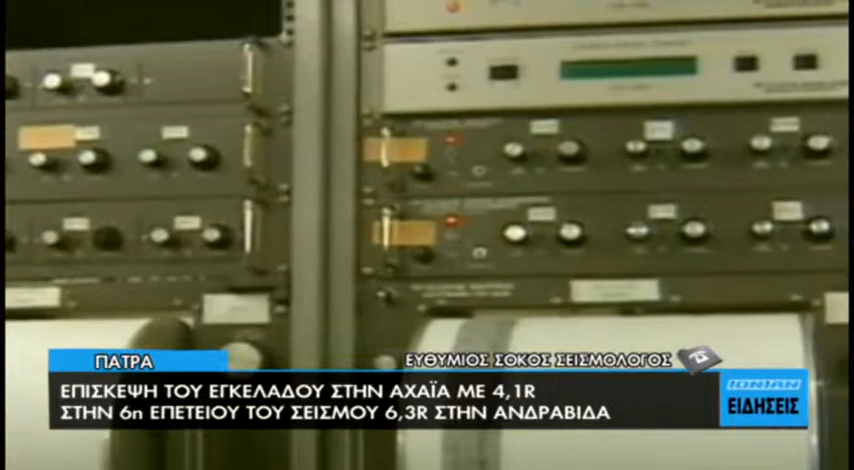 ΠΑΤΡΑ
ΕΥΘΥΜΙΟΣ ΣΟΚΟΣ ΣΕΙΣΜΟΛΟΓΟΣ
ΕΠΙΣΚΕΨΗ ΤΟΥ ΕΓΚΕΛΑΔΟΥ ΣΤΗΝ ΑΧΑΪΑ ΜΕ 4,1R
ΣΤΗΝ 6η ΕΠΕΤΕΙΟΥ ΤΟΥ ΣΕΙΣΜΟΥ 6,3R ΣΤΗΝ ΑΝΔΡΑΒΙΔΑ
IONIAN
ΕΙΔΗΣΕΙΣ